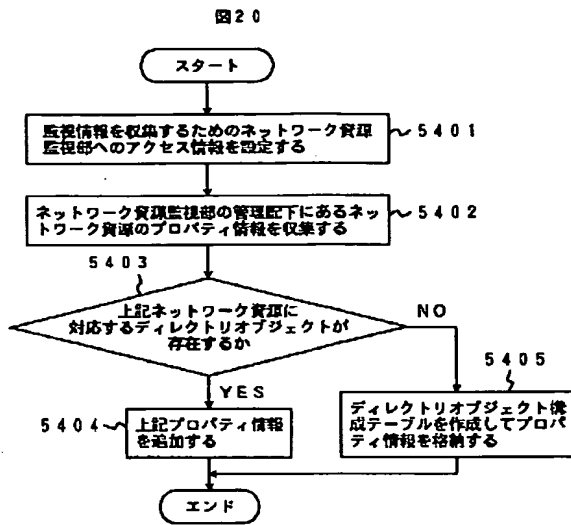 図20
スタート
監視情報を収集するためのネットワーク資源
監視部へのアクセス情報を設定する
5401
ネットワーク資源監視部の管理配下にあるネッ
トワーク資源のプロパティ情報を収集する
5402
5403
上記ネットワーク資源に
対応するディレクトリオブジェクトが
存在するか
NO
YES
5404
上記プロパティ情報
を追加する
5405
ディレクトリオブジェクト構
成テーブルを作成してプロパ
ティ情報を格納する
エンド